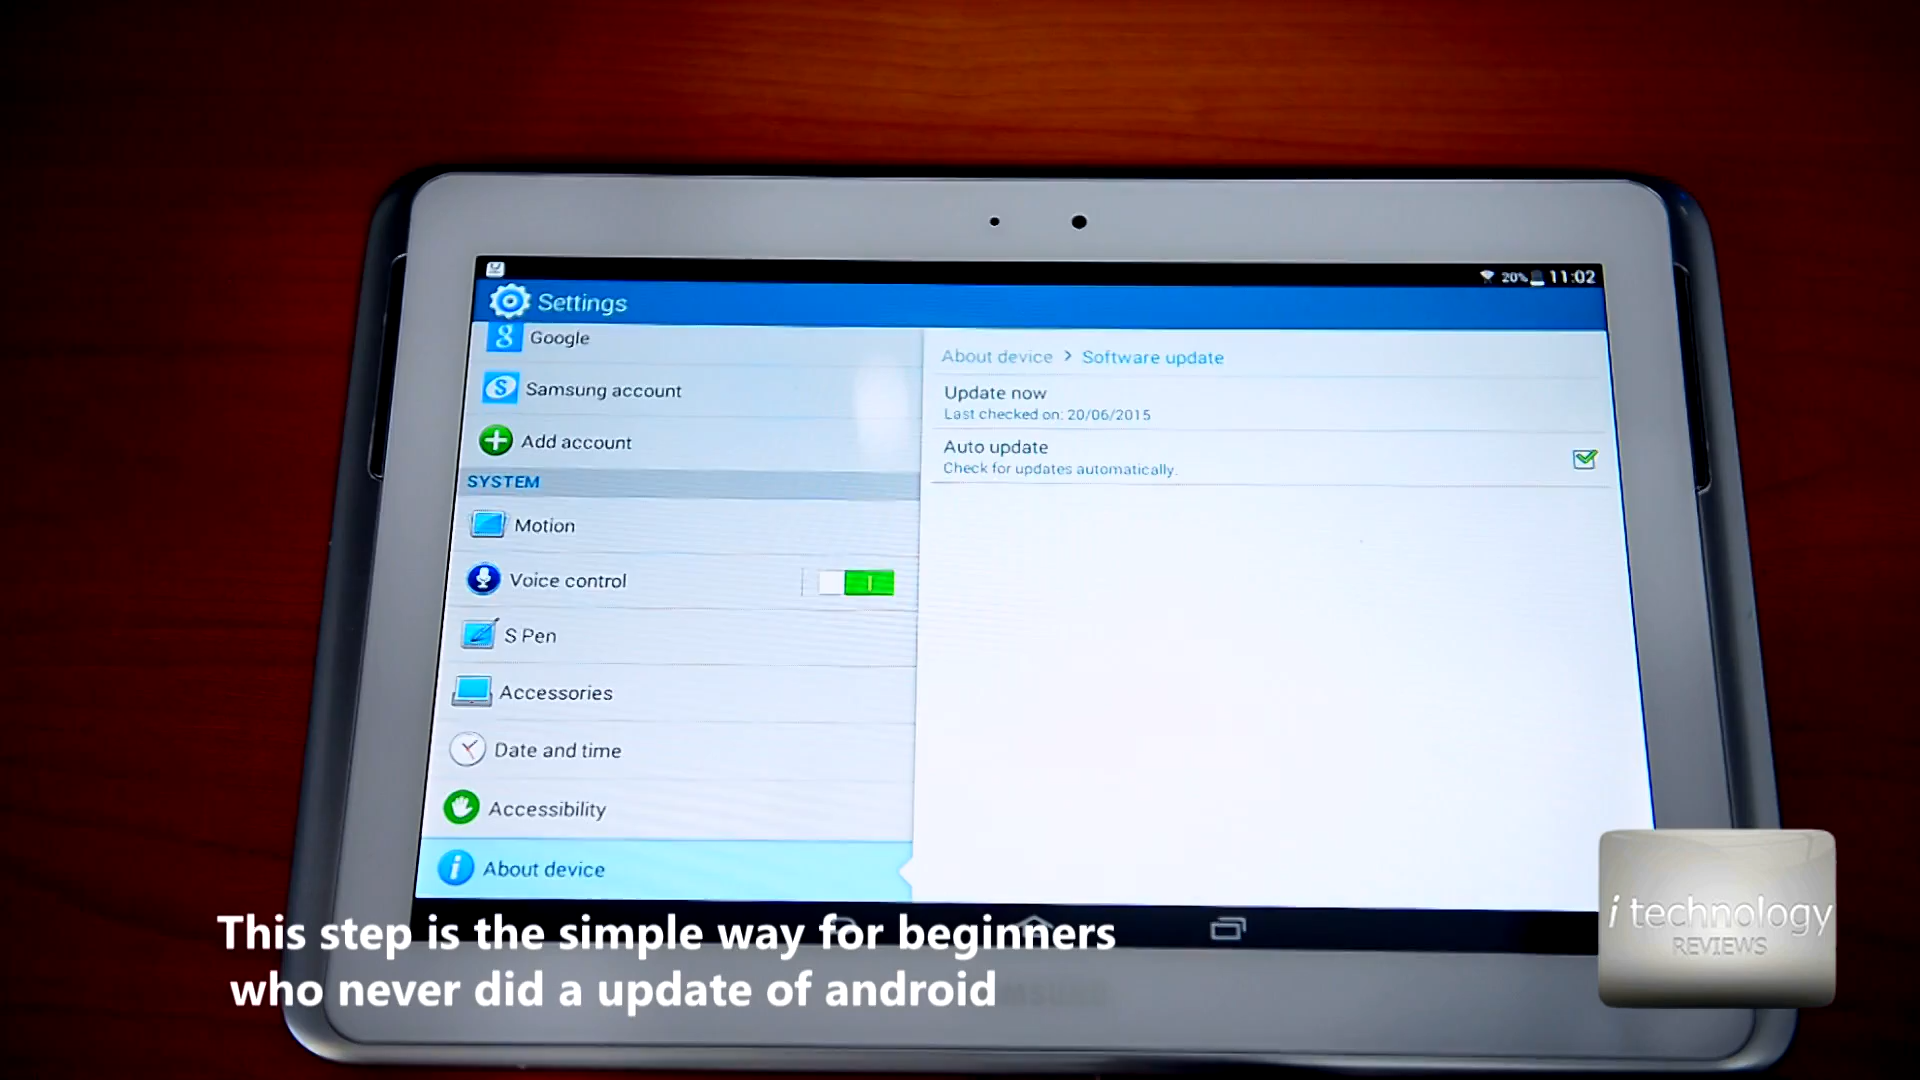 20% 11:02
Settings
Google
Samsung account
Add account
SYSTEM
Motion
Voice control
S Pen
Accessories
Date and time
Accessibility
About device
About device > Software update
Update now
Last checked on: 20/06/2015
Auto update
Check for updates automatically.
This step is the simple way for beginners
who never did a update of android
i technology
REVIEWS